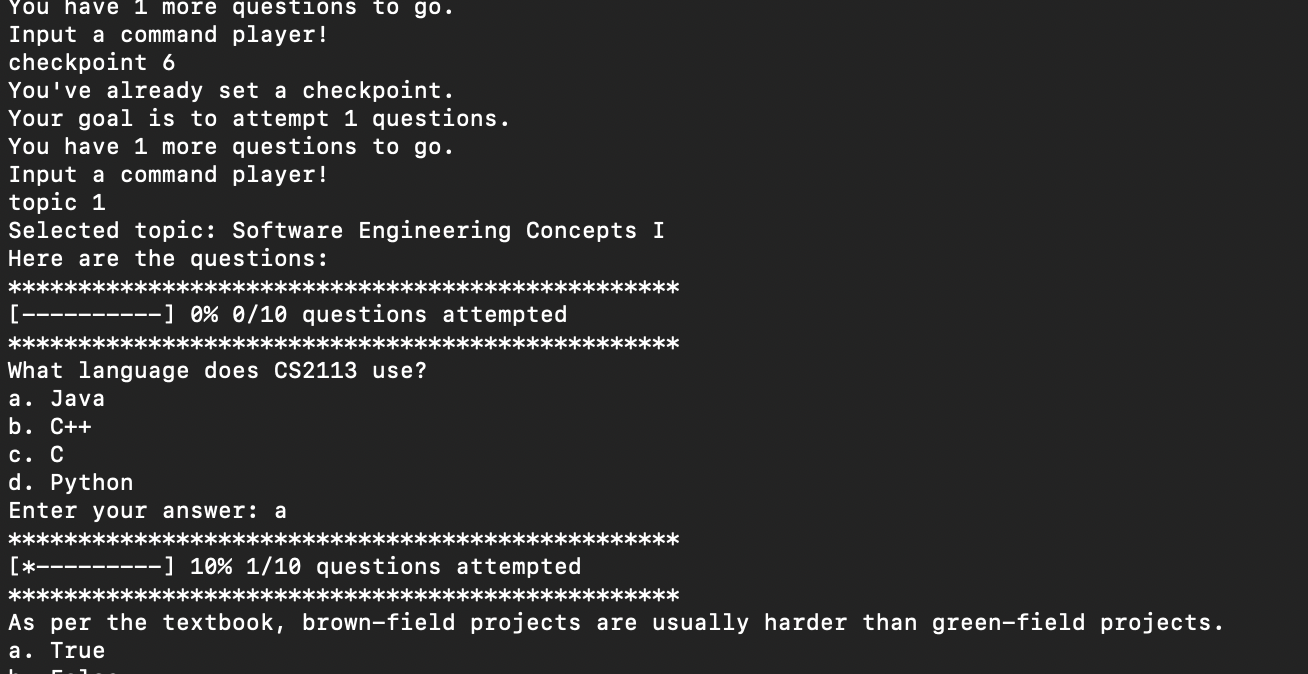 You have 1 more questions to go.
Input a command player!
checkpoint 6
You've already set a checkpoint.
Your goal is to attempt 1 questions.
You have 1 more questions to go.
Input a command player!
topic 1
Selected topic: Software Engineering Concepts I
Here are the questions:
************************************************
[----------] 0% 0/10 questions attempted
************************************************
What language does CS2113 use?
a. Java
b. C++
c. C
d. Python
Enter your answer: a
************************************************
[*---------] 10% 1/10 questions attempted
************************************************
As per the textbook, brown-field projects are usually harder than green-field projects.
a. True